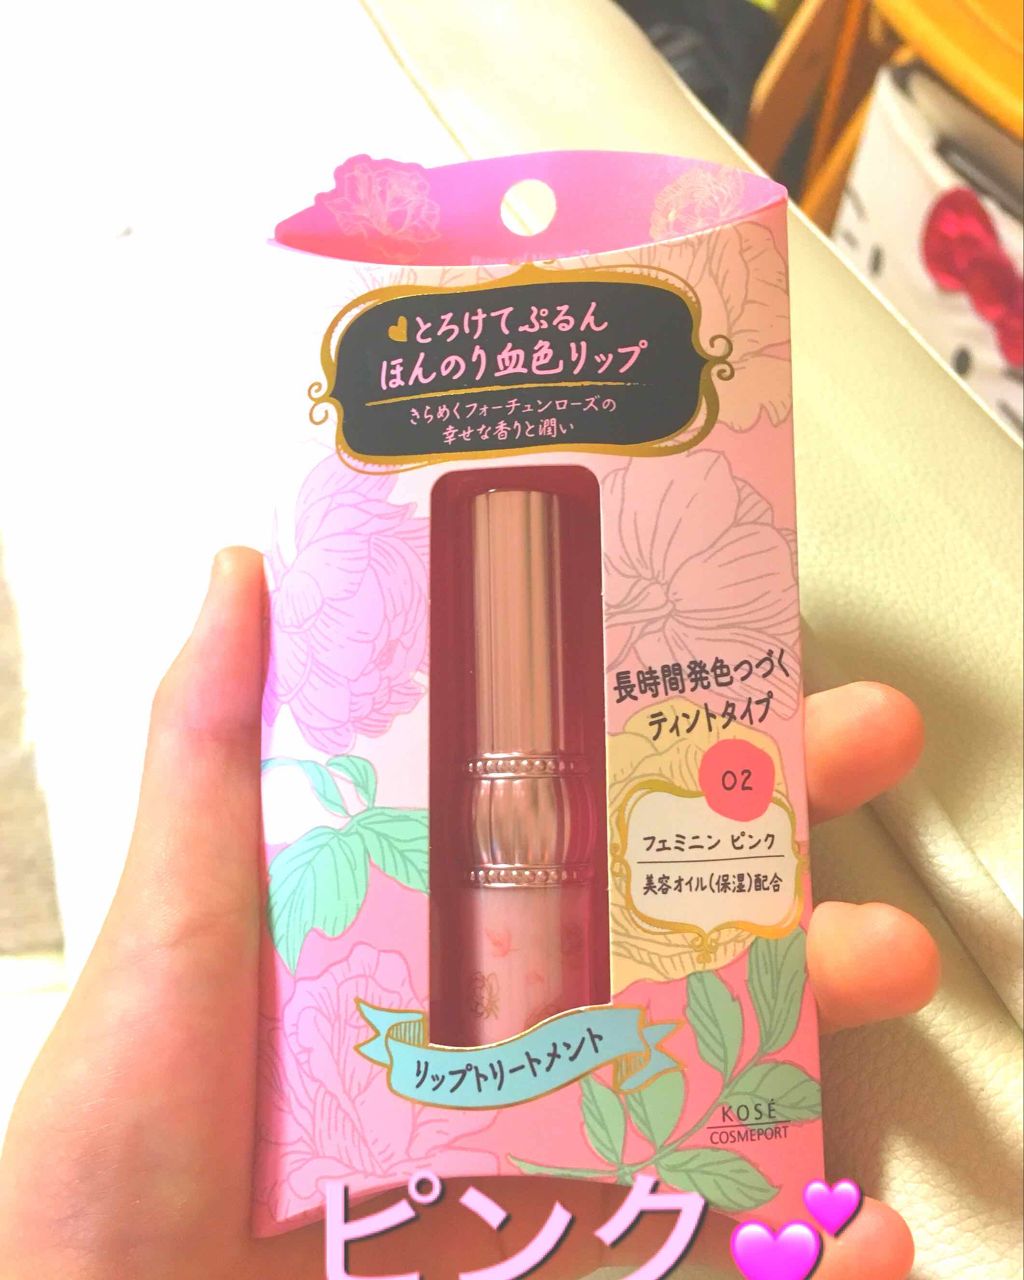 とろけてぷるん
ほんのり血色リップ
きらめくフォーチュンローズの
幸せな香りと潤い
長時間発色つづく
ティントタイプ
02
フェミニン ピンク
美容オイル(保湿)配合
リップトリートメント
KOSÉ
COSMEPORT
ピンク💕